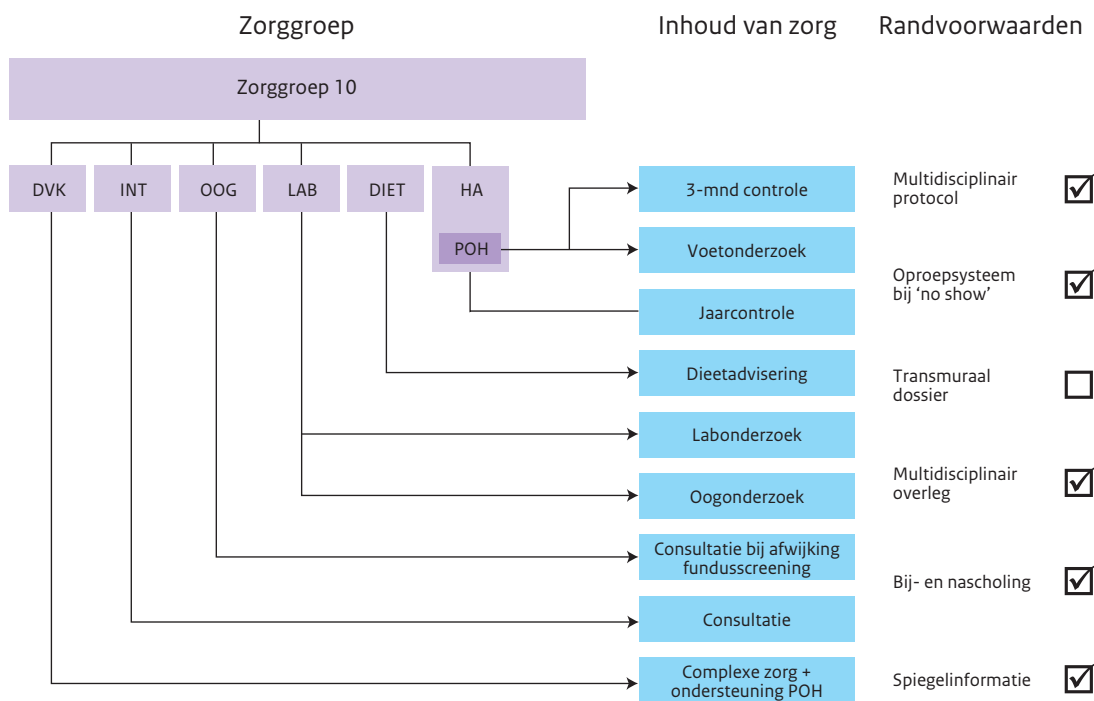 Zorggroep
Inhoud van zorg
Randvoorwaarden
Zorggroep 10
DVK
INT
OOG
LAB
DIET
HA
POH
3-mnd controle
Voetonderzoek
Jaarcontrole
Dieetadvisering
Labonderzoek
Oogonderzoek
Consultatie bij afwijking
fundusscreening
Consultatie
Complexe zorg +
ondersteuning POH
Multidisciplinair
protocol
Oproepsysteem
bij ‘no show’
Transmuraal
dossier
Multidisciplinair
overleg
Bij- en nascholing
Spiegelinformatie